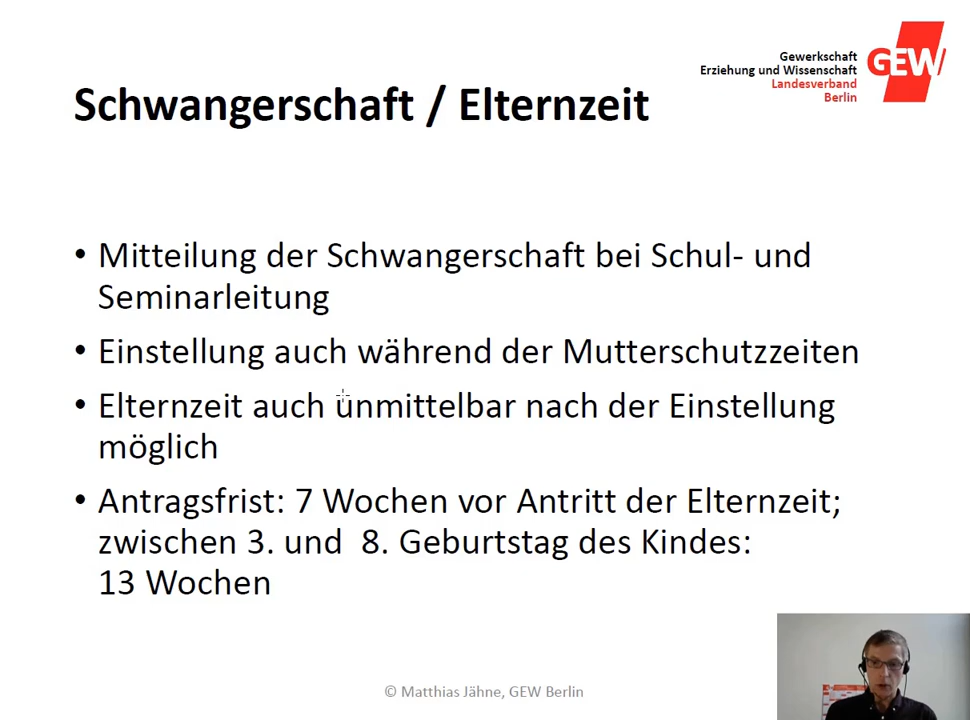 Gewerkschaft
Erziehung und Wissenschaft
Landesverband
Berlin
GEW
Schwangerschaft / Elternzeit
• Mitteilung der Schwangerschaft bei Schul- und
Seminarleitung
• Einstellung auch während der Mutterschutzzeiten
• Elternzeit auch unmittelbar nach der Einstellung
möglich
• Antragsfrist: 7 Wochen vor Antritt der Elternzeit;
zwischen 3. und 8. Geburtstag des Kindes:
13 Wochen
© Matthias Jähne, GEW Berlin